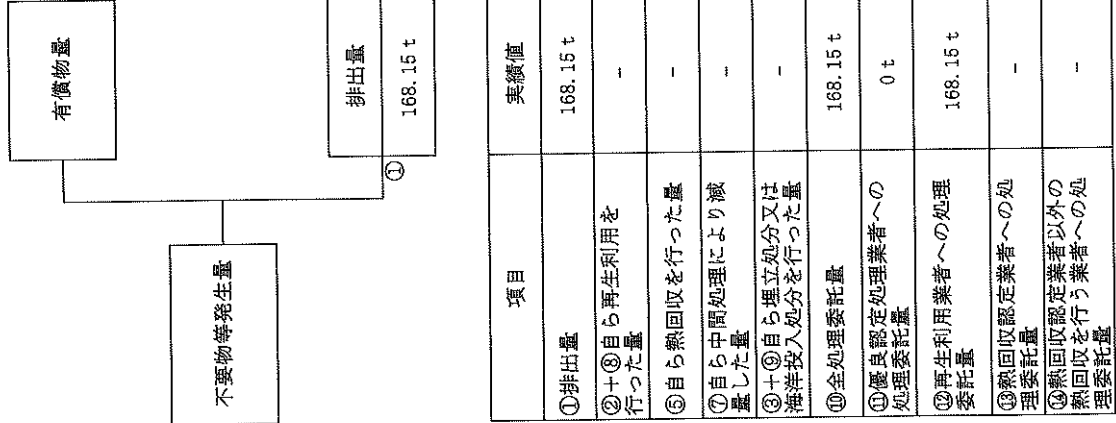 不要物等発生量
有償物量
排出量
①
168.15 t
項目
実績値
①排出量
168.15 t
②+⑧自ら再生利用を
行った量
-
⑤自ら熱回収を行った量
-
⑦自ら中間処理により減
量した量
-
③+⑨自ら埋立処分又は
海洋投入処分を行った量
-
⑩全処理委託量
168.15 t
⑪優良認定処理業者への
処理委託量
0 t
⑫再生利用業者への処理
委託量
168.15 t
⑬熱回収認定業者への処
理委託量
-
⑭熱回収認定業者以外の
熱回収を行う業者への処
理委託量
-